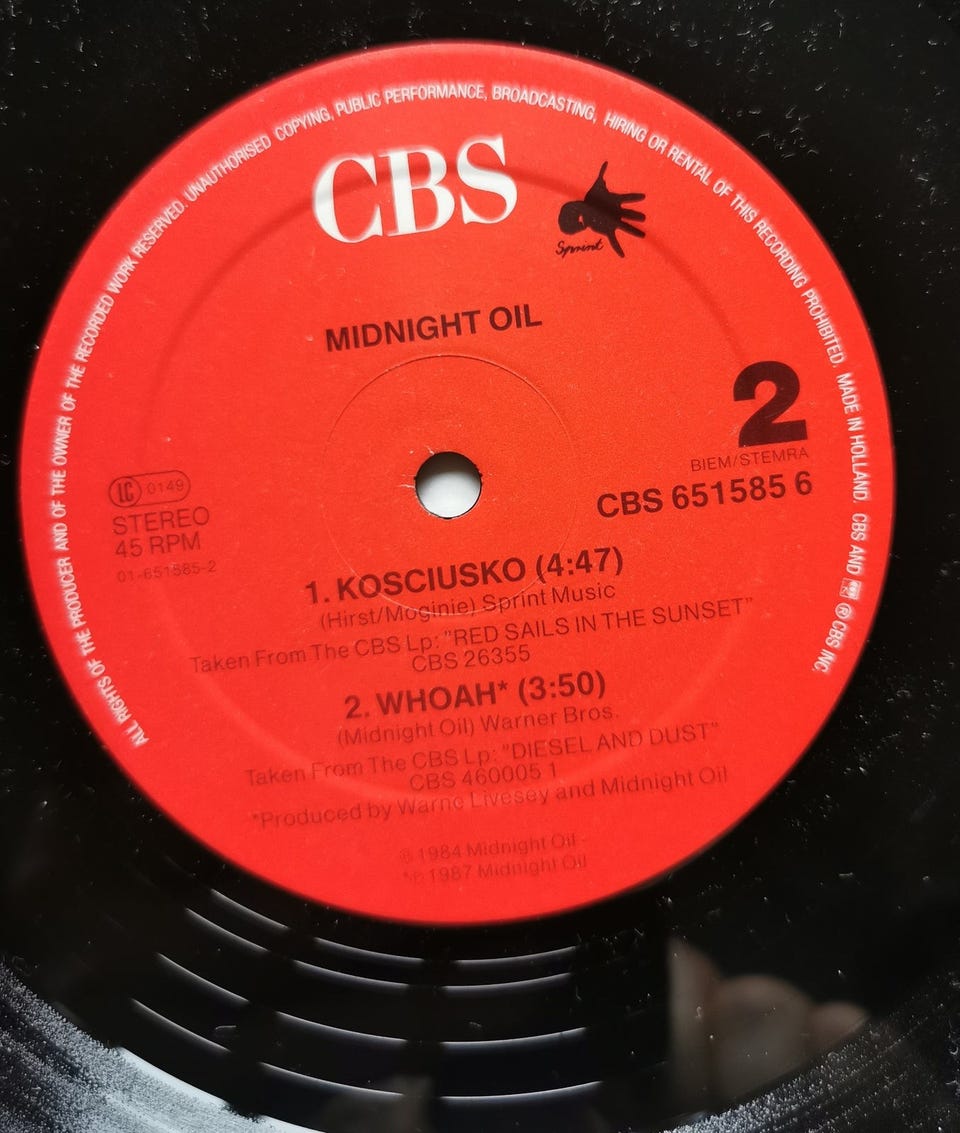 ALL RIGHTS OF THE PRODUCER AND OF THE OWNER OF THE RECORDED WORK RESERVED. UNAUTHORISED COPYING, PUBLIC PERFORMANCE, BROADCASTING, HIRING OR RENTAL OF THIS RECORDING PROHIBITED. MADE IN HOLLAND. CBS AND ℗ CBS INC.
CBS
Sprint
MIDNIGHT OIL
2
BIEM/STEMRA
CBS 651585 6
LC 0149
STEREO
45 RPM
01-651585-2
1. KOSCIUSKO (4:47)
(Hirst/Moginie) Sprint Music
Taken From The CBS Lp: "RED SAILS IN THE SUNSET"
CBS 26355
2. WHOAH* (3:50)
(Midnight Oil) Warner Bros.
Taken From The CBS Lp: "DIESEL AND DUST"
CBS 460005 1
*Produced by Warne Livesey and Midnight Oil
℗ 1984 Midnight Oil
*℗ 1987 Midnight Oil